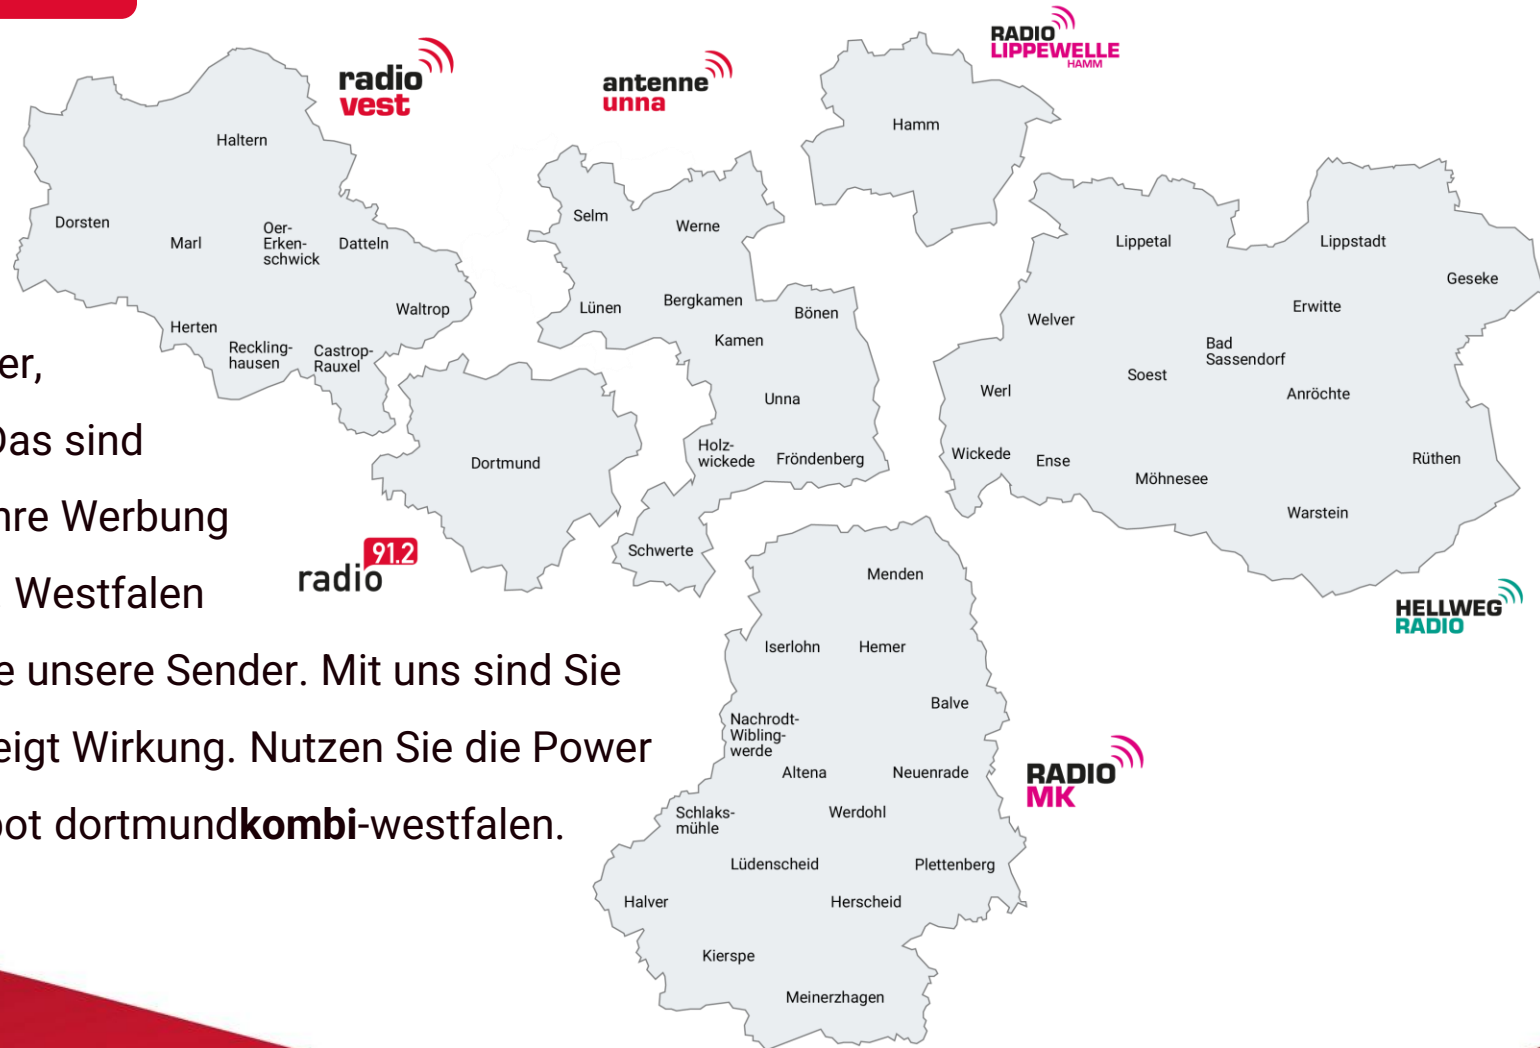 radio
vest
antenne
unna
RADIO
LIPPEWELLE
HAMM
Haltern
Dorsten
Marl
Oer-
Erken-
schwick
Datteln
Waltrop
Herten
Reckling-
hausen
Castrop-
Rauxel
Selm
Werne
Lünen
Bergkamen
Bönen
Kamen
Unna
Holz-
wickede
Fröndenberg
Schwerte
Hamm
Lippetal
Lippstadt
Geseke
Erwitte
Welver
Bad
Sassendorf
Soest
Anröchte
Werl
Wickede
Ense
Möhnesee
Rüthen
Warstein
HELLWEG
RADIO
Dortmund
radio 91.2
er,
Das sind
hre Werbung
Westfalen
e unsere Sender. Mit uns sind Sie
eigt Wirkung. Nutzen Sie die Power
ot dortmundkombi-westfalen.
Menden
Iserlohn
Hemer
Balve
Nachrodt-
Wibling-
werde
Altena
Neuenrade
Schlaks-
mühle
Werdohl
Lüdenscheid
Plettenberg
Halver
Herscheid
Kierspe
Meinerzhagen
RADIO
MK